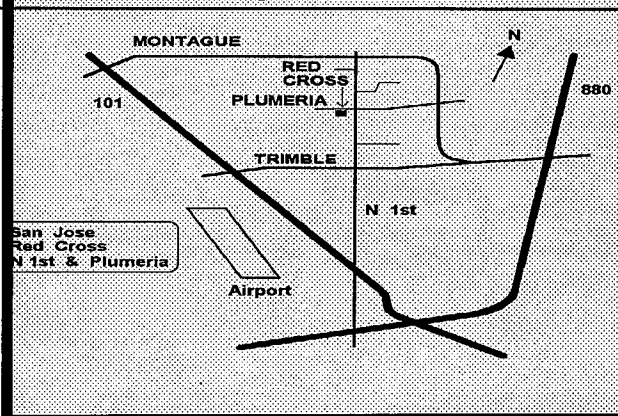 MONTAGUE
N
RED
CROSS
880
101
PLUMERIA
TRIMBLE
N 1st
San Jose
Red Cross
N 1st & Plumeria
Airport